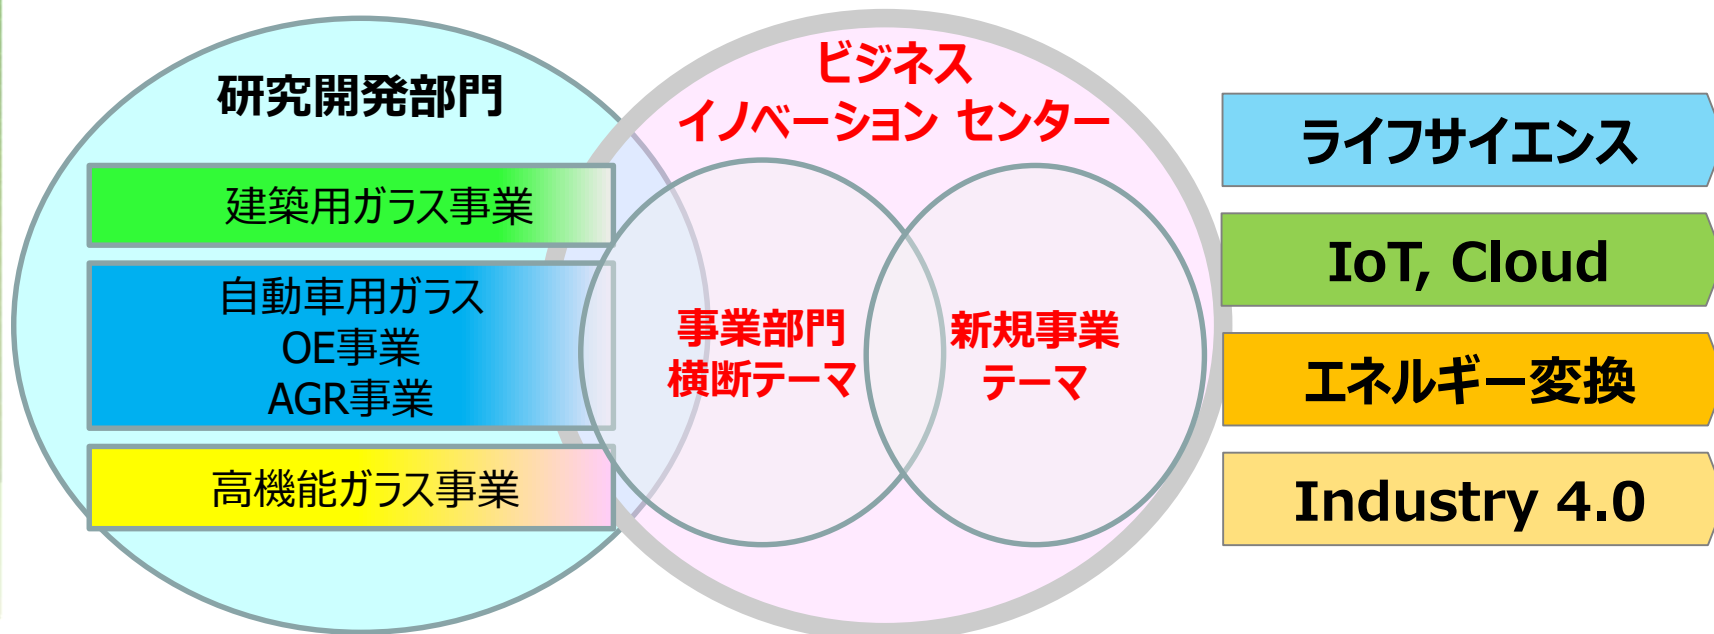 研究開発部門
建築用ガラス事業
自動車用ガラス
OE事業
AGR事業
高機能ガラス事業
ビジネス
イノベーション センター
事業部門
横断テーマ
新規事業
テーマ
ライフサイエンス
IoT, Cloud
エネルギー変換
Industry 4.0